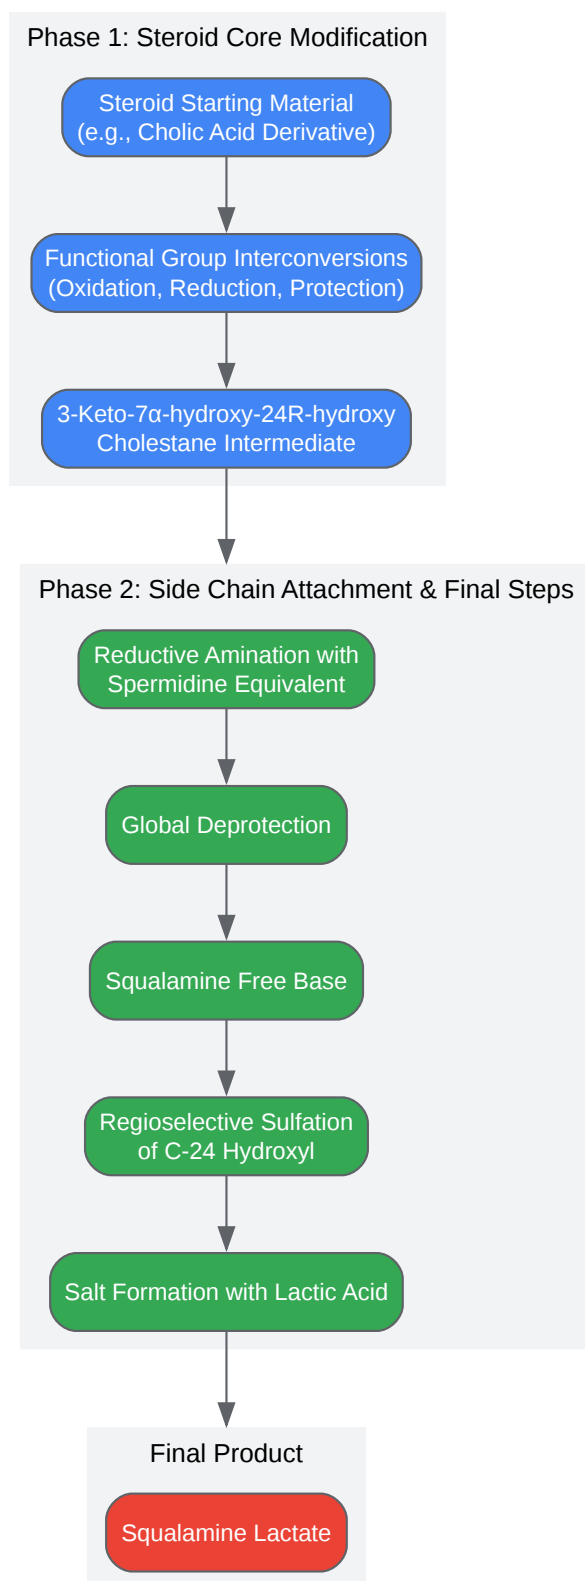 Phase 1: Steroid Core Modification
Steroid Starting Material
(e.g., Cholic Acid Derivative)
Functional Group Interconversions
(Oxidation, Reduction, Protection)
3-Keto-7α-hydroxy-24R-hydroxy
Cholestane Intermediate
Phase 2: Side Chain Attachment & Final Steps
Reductive Amination with
Spermidine Equivalent
Global Deprotection
Squalamine Free Base
Regioselective Sulfation
of C-24 Hydroxyl
Salt Formation with Lactic Acid
Final Product
Squalamine Lactate